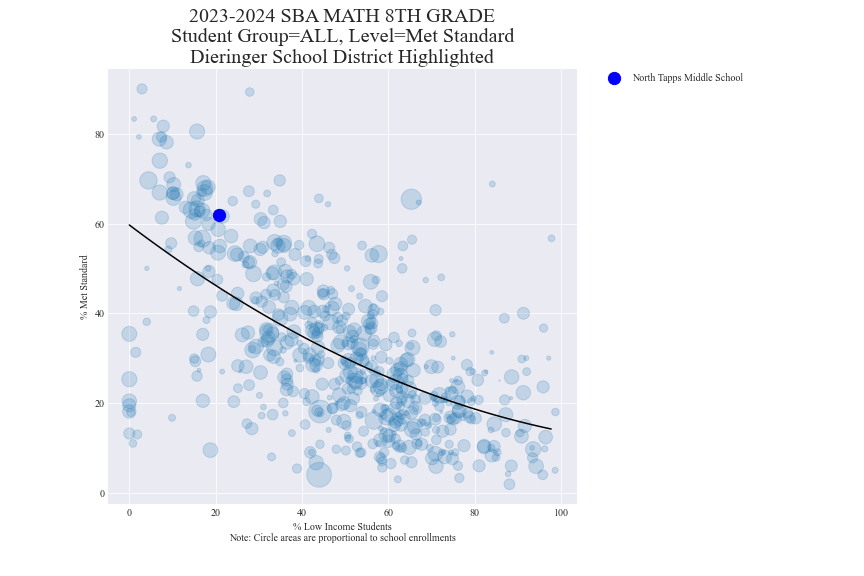 2023-2024 SBA MATH 8TH GRADE
Student Group=ALL, Level=Met Standard
Dieringer School District Highlighted
North Tapps Middle School
80
60
40
20
0
% Met Standard
0 20 40 60 80 100
% Low Income Students
Note: Circle areas are proportional to school enrollments